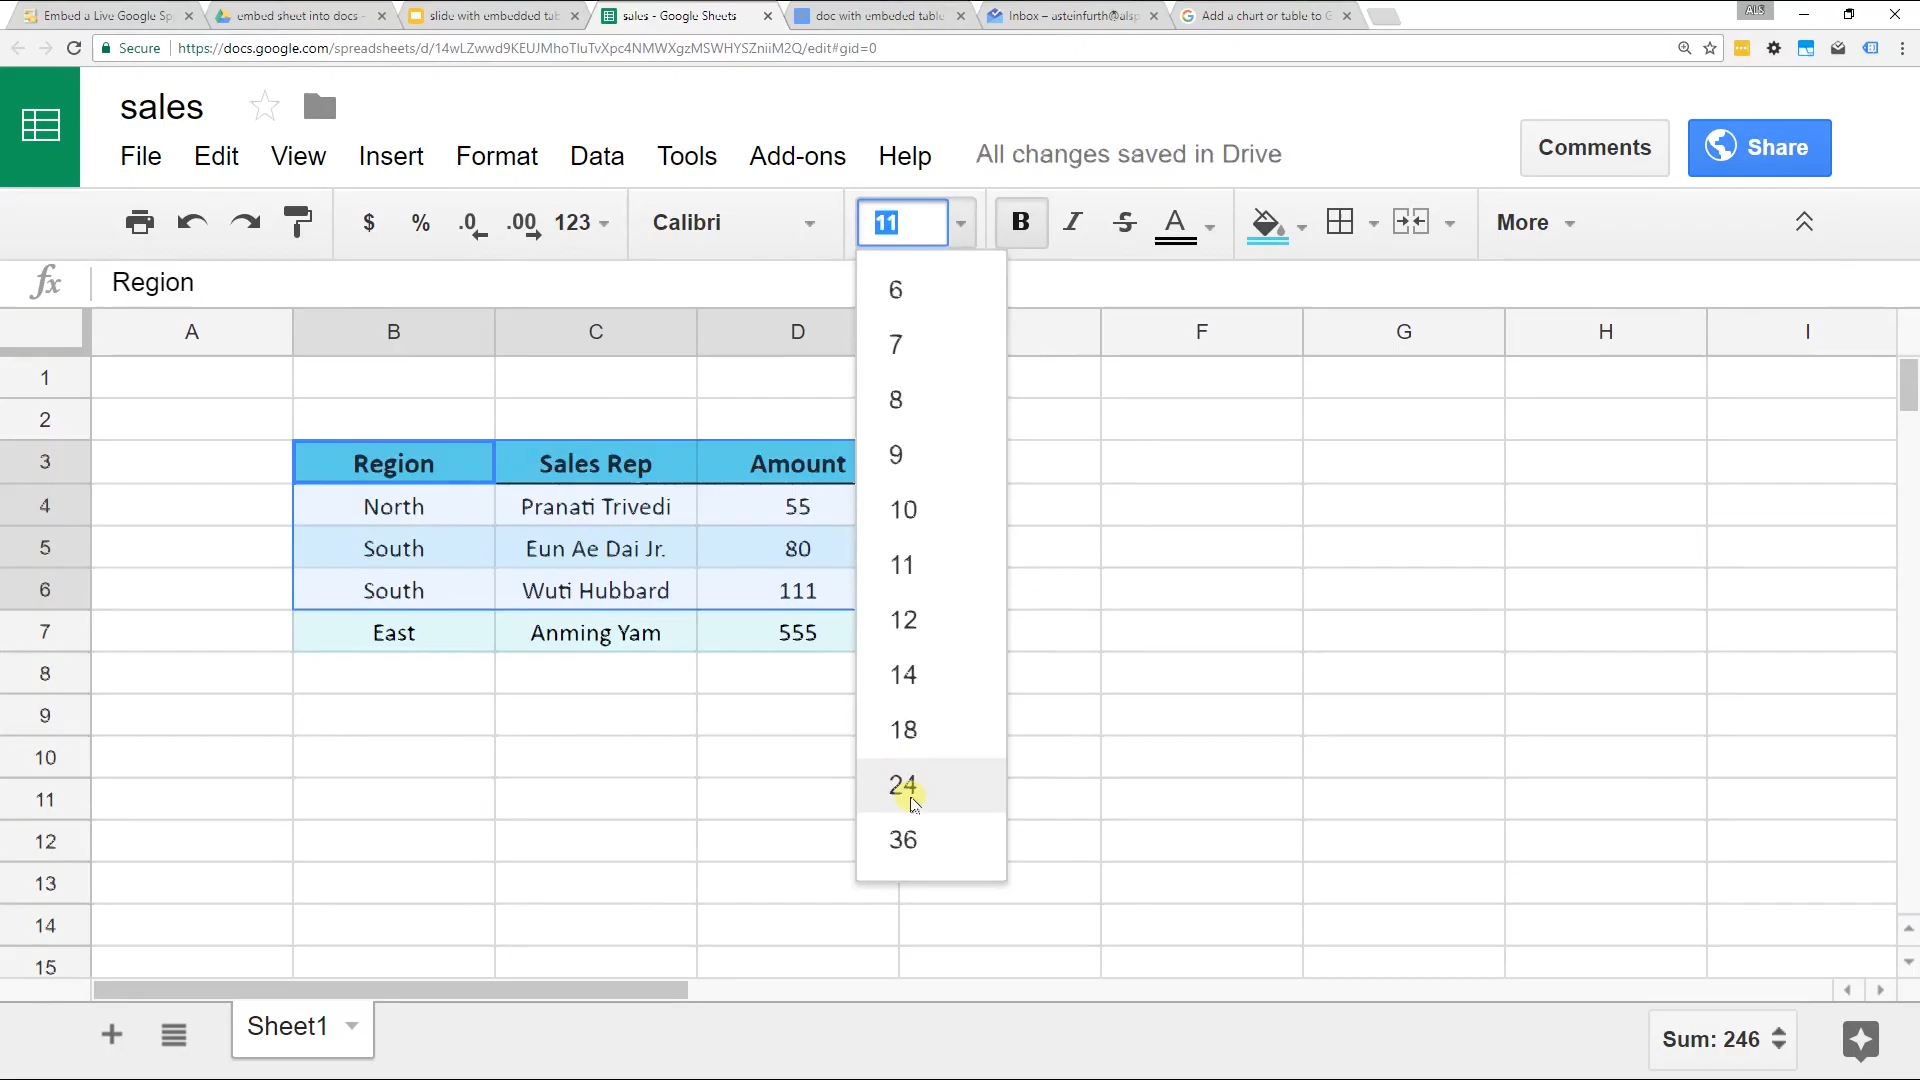 Embed a Live Google Sp
embed sheet into docs -
slide with embedded tab
sales - Google Sheets
doc with embeded table
Inbox – asteinfurth@alsp
Add a chart or table to G
ALS
Secure
https://docs.google.com/spreadsheets/d/14wLZwwd9KEUJMhoTIuTvXpc4NMWXgzMSWHYSZniiM2Q/edit#gid=0
sales
File Edit View Insert Format Data Tools Add-ons Help All changes saved in Drive
Comments
Share
$ % .0 .00 123 Calibri 11 B I S A More
fx Region
A B C D F G H I
1
2
3 Region Sales Rep Amount
4 North Pranati Trivedi 55
5 South Eun Ae Dai Jr. 80
6 South Wuti Hubbard 111
7 East Anming Yam 555
8
9
10
11
12
13
14
15
6
7
8
9
10
11
12
14
18
24
36
Sheet1
Sum: 246